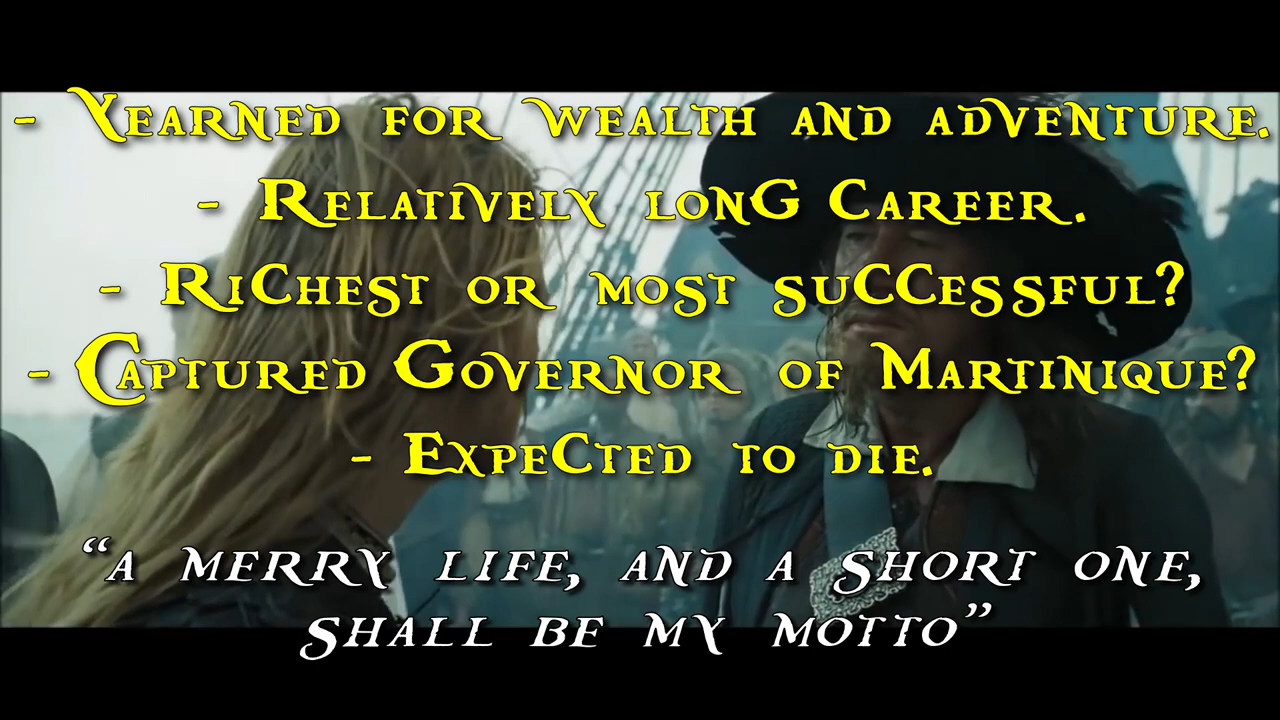 - Yearned for wealth and adventure.
- Relatively long Career.
- Richest or most successful?
- Captured Governor of Martinique?
- Expected to die.
“A merry life, and a short one,
shall be my motto”